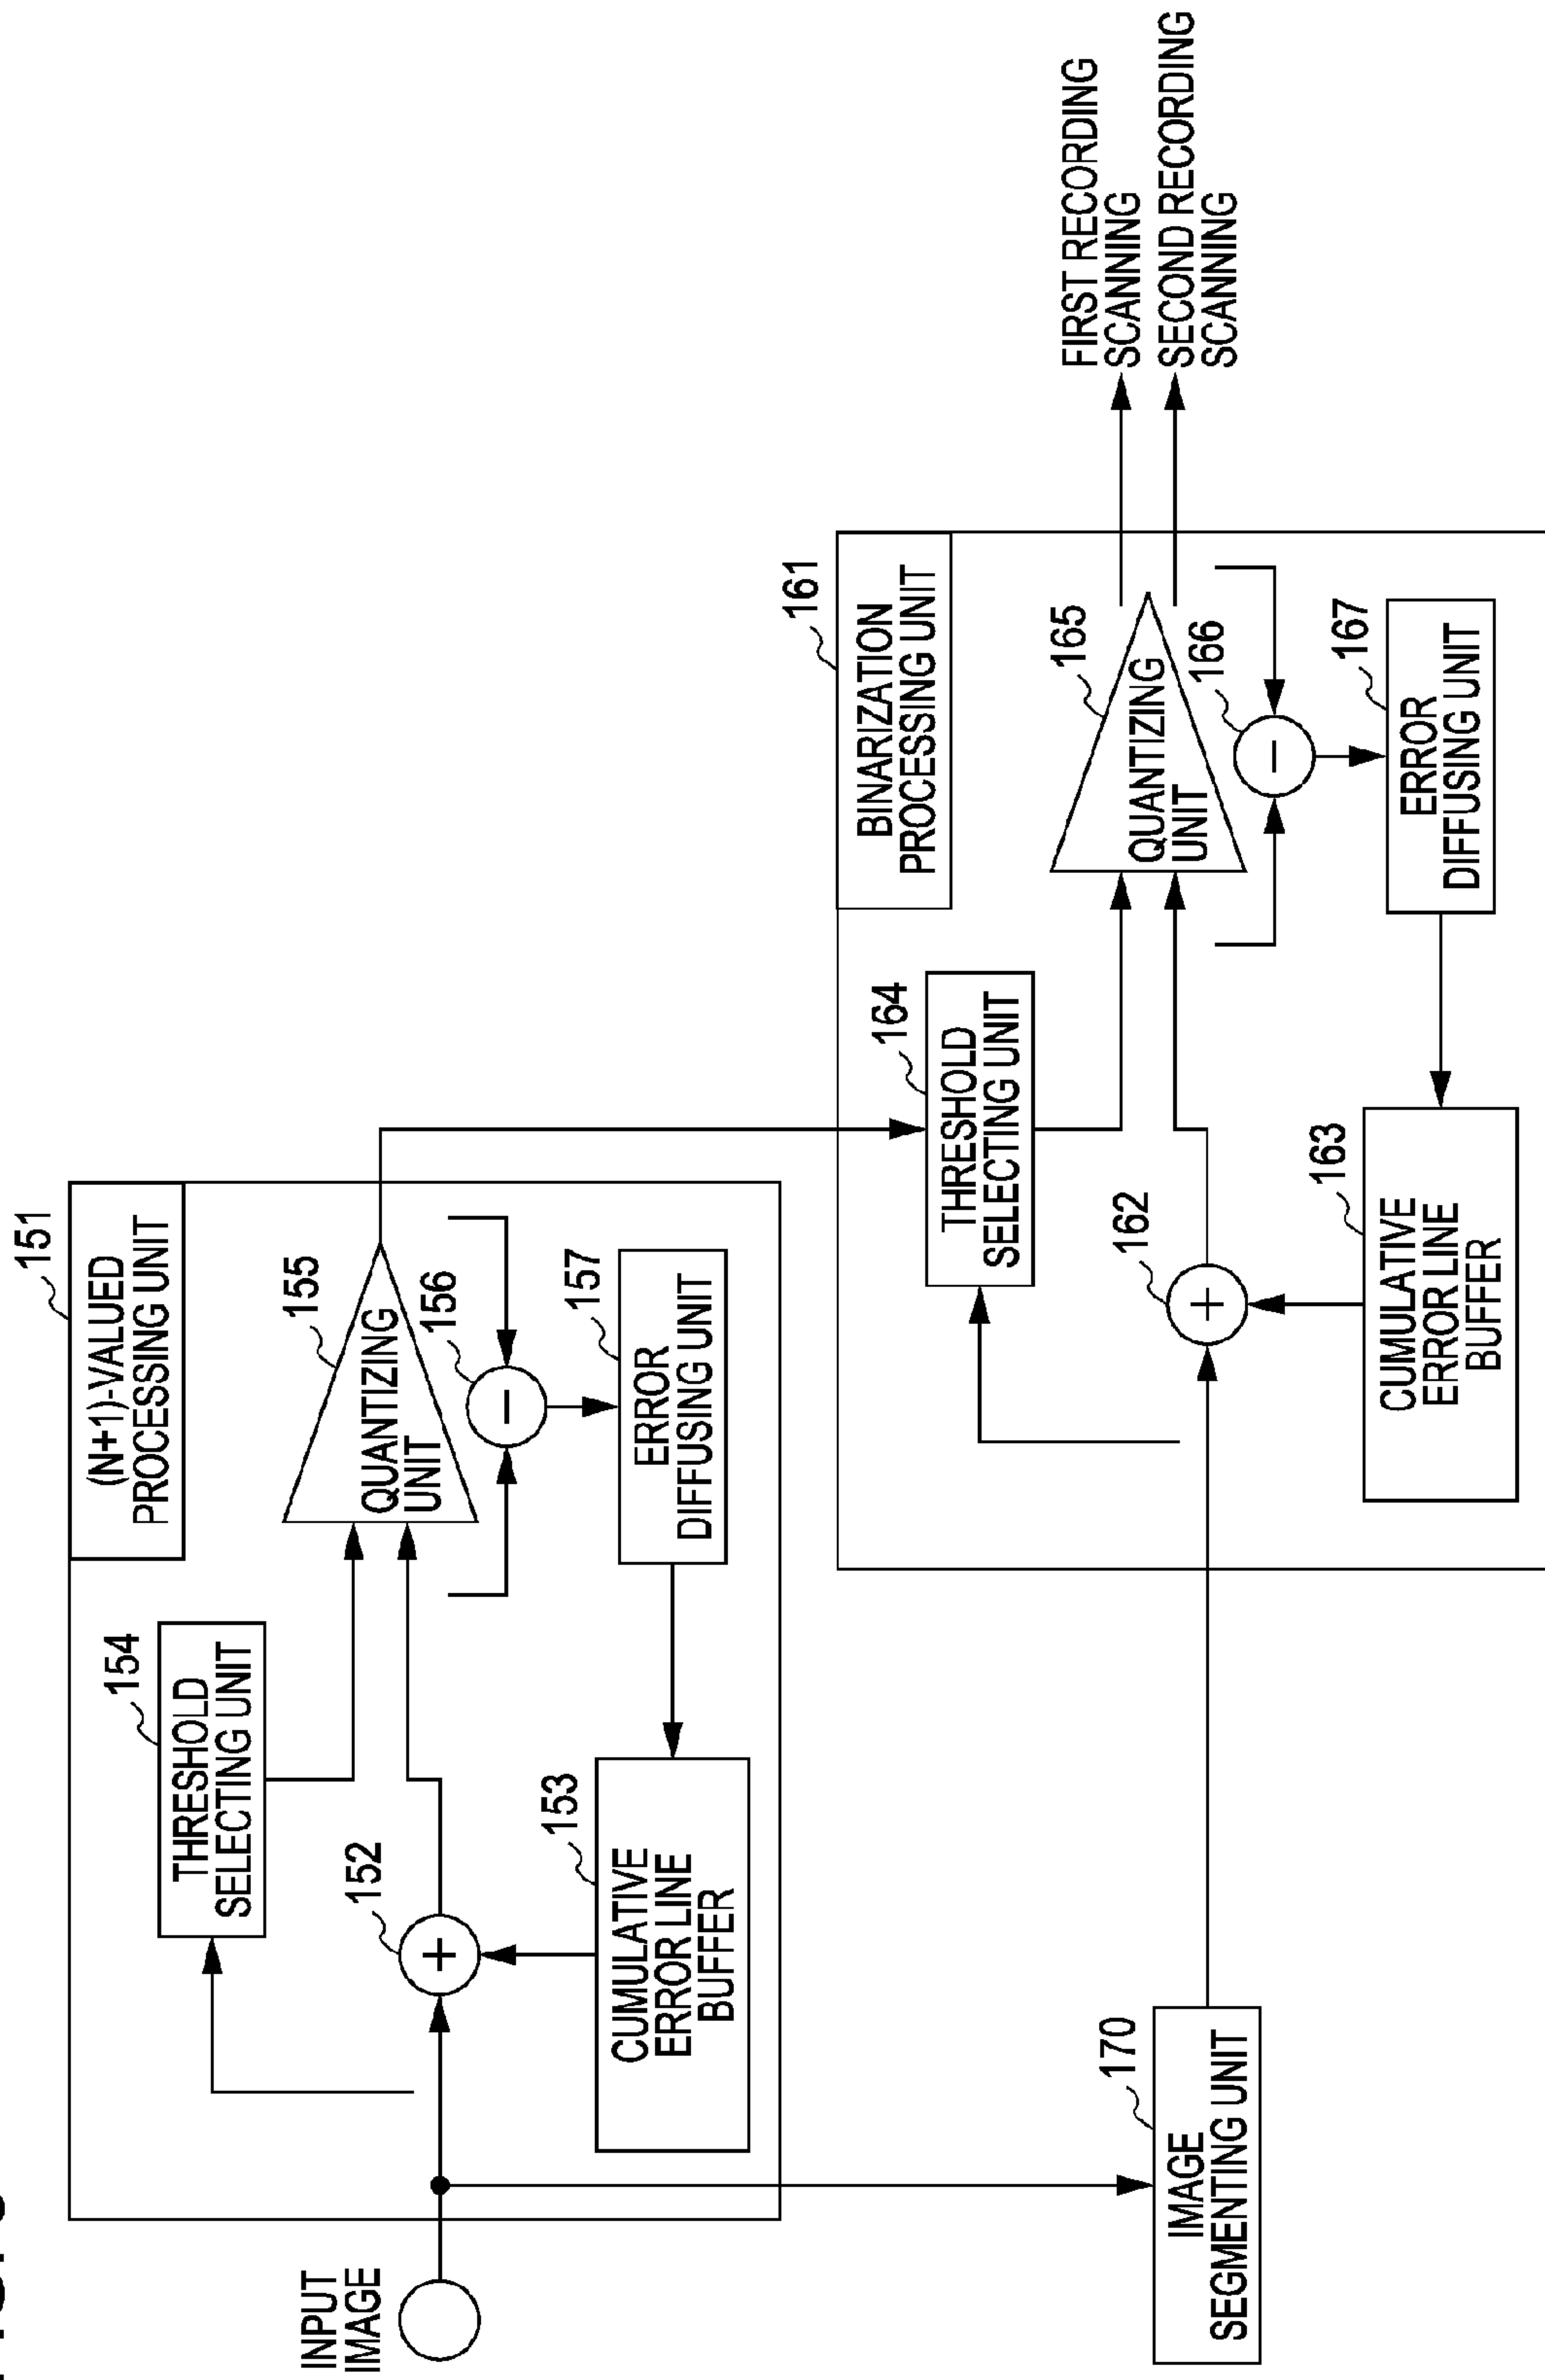 151
(N+1)-VALUED
PROCESSING UNIT
154
THRESHOLD
SELECTING UNIT
INPUT
IMAGE
152
+
155
QUANTIZING
UNIT
156
−
153
CUMULATIVE
ERROR LINE
BUFFER
157
ERROR
DIFFUSING UNIT
161
BINARIZATION
PROCESSING UNIT
164
THRESHOLD
SELECTING UNIT
165
QUANTIZING
UNIT
FIRST RECORDING
SCANNING
SECOND RECORDING
SCANNING
170
IMAGE
SEGMENTING UNIT
162
+
166
−
163
CUMULATIVE
ERROR LINE
BUFFER
167
ERROR
DIFFUSING UNIT